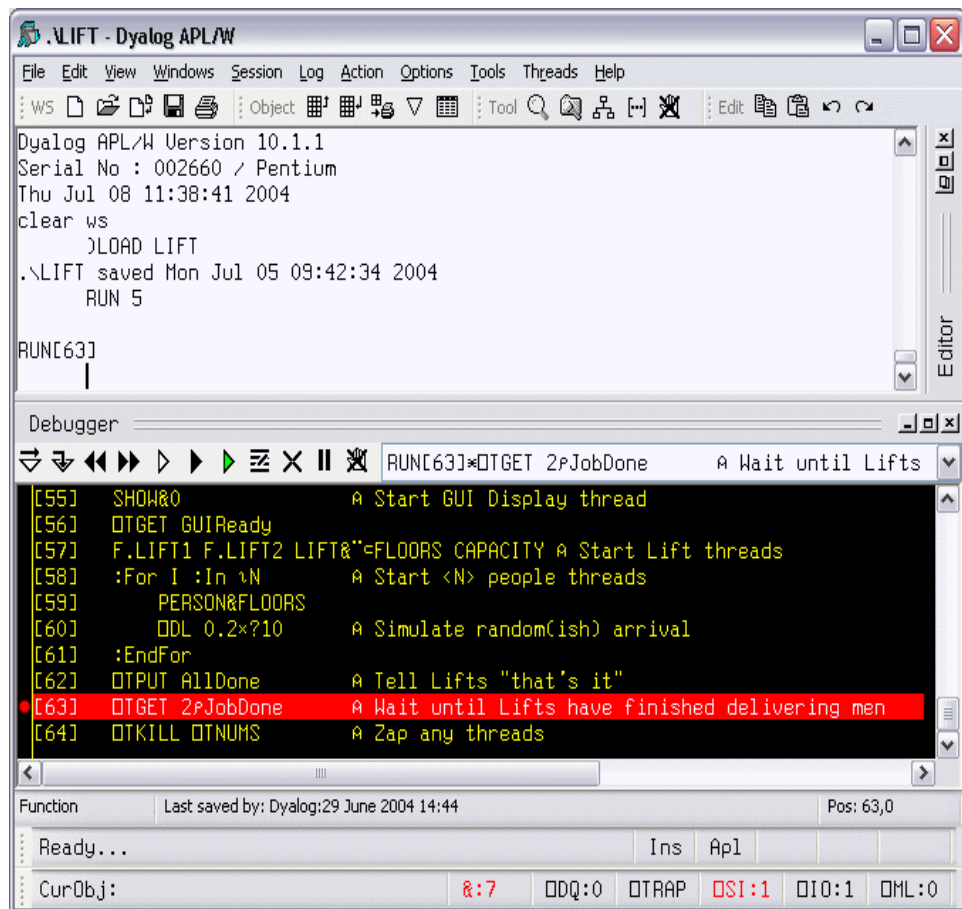 .\LIFT - Dyalog APL/W
File Edit View Windows Session Log Action Options Tools Threads Help
WS Object Tool Edit
Dyalog APL/W Version 10.1.1
Serial No : 002660 / Pentium
Thu Jul 08 11:38:41 2004
clear ws
      )LOAD LIFT
.\LIFT saved Mon Jul 05 09:42:34 2004
      RUN 5
RUN[63]
Editor
Debugger
RUN[63]*⎕TGET 2⍴JobDone ⍝ Wait until Lifts
[55] SHOW&0 ⍝ Start GUI Display thread
[56] ⎕TGET GUIReady
[57] F.LIFT1 F.LIFT2 LIFT&¨⊂FLOORS CAPACITY ⍝ Start Lift threads
[58] :For I :In ⍳N ⍝ Start <N> people threads
[59] PERSON&FLOORS
[60] ⎕DL 0.2×?10 ⍝ Simulate random(ish) arrival
[61] :EndFor
[62] ⎕TPUT AllDone ⍝ Tell Lifts "that's it"
[63] ⎕TGET 2⍴JobDone ⍝ Wait until Lifts have finished delivering men
[64] ⎕TKILL ⎕TNUMS ⍝ Zap any threads
Function Last saved by: Dyalog:29 June 2004 14:44 Pos: 63,0
Ready... Ins Apl
CurObj: &:7 ⎕DQ:0 ⎕TRAP ⎕SI:1 ⎕IO:1 ⎕ML:0